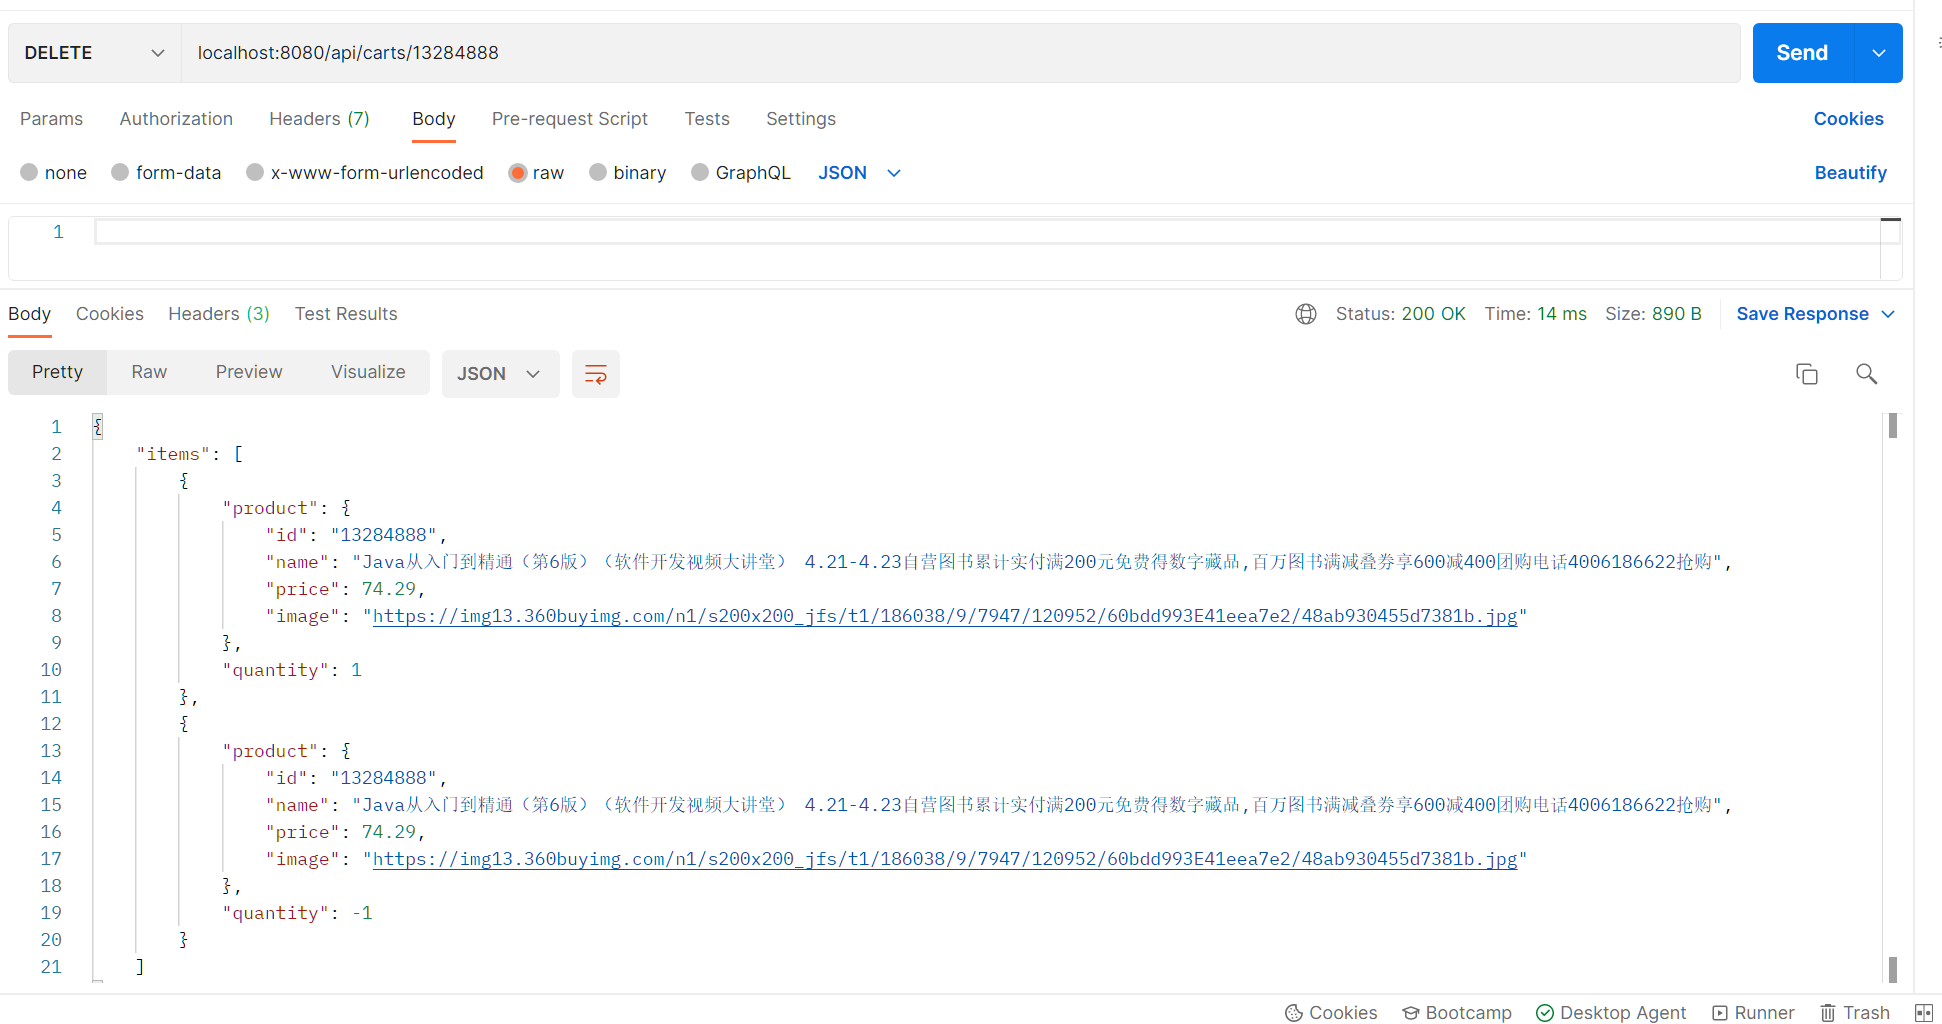 DELETE localhost:8080/api/carts/13284888 Send
Params Authorization Headers (7) Body Pre-request Script Tests Settings Cookies
none form-data x-www-form-urlencoded raw binary GraphQL JSON Beautify
1
Body Cookies Headers (3) Test Results Status: 200 OK Time: 14 ms Size: 890 B Save Response
Pretty Raw Preview Visualize JSON
1 {
2 "items": [
3 {
4 "product": {
5 "id": "13284888",
6 "name": "Java从入门到精通（第6版）（软件开发视频大讲堂） 4.21-4.23自营图书累计实付满200元免费得数字藏品,百万图书满减叠券享600减400团购电话4006186622抢购",
7 "price": 74.29,
8 "image": "https://img13.360buyimg.com/n1/s200x200_jfs/t1/186038/9/7947/120952/60bdd993E41eea7e2/48ab930455d7381b.jpg"
9 },
10 "quantity": 1
11 },
12 {
13 "product": {
14 "id": "13284888",
15 "name": "Java从入门到精通（第6版）（软件开发视频大讲堂） 4.21-4.23自营图书累计实付满200元免费得数字藏品,百万图书满减叠券享600减400团购电话4006186622抢购",
16 "price": 74.29,
17 "image": "https://img13.360buyimg.com/n1/s200x200_jfs/t1/186038/9/7947/120952/60bdd993E41eea7e2/48ab930455d7381b.jpg"
18 },
19 "quantity": -1
20 }
21 ]
Cookies Bootcamp Desktop Agent Runner Trash